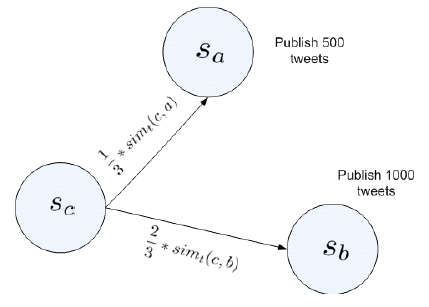 s_a
Publish 500
tweets
1/3 * sim_t(c,a)
Publish 1000
tweets
s_c
s_b
2/3 * sim_t(c,b)